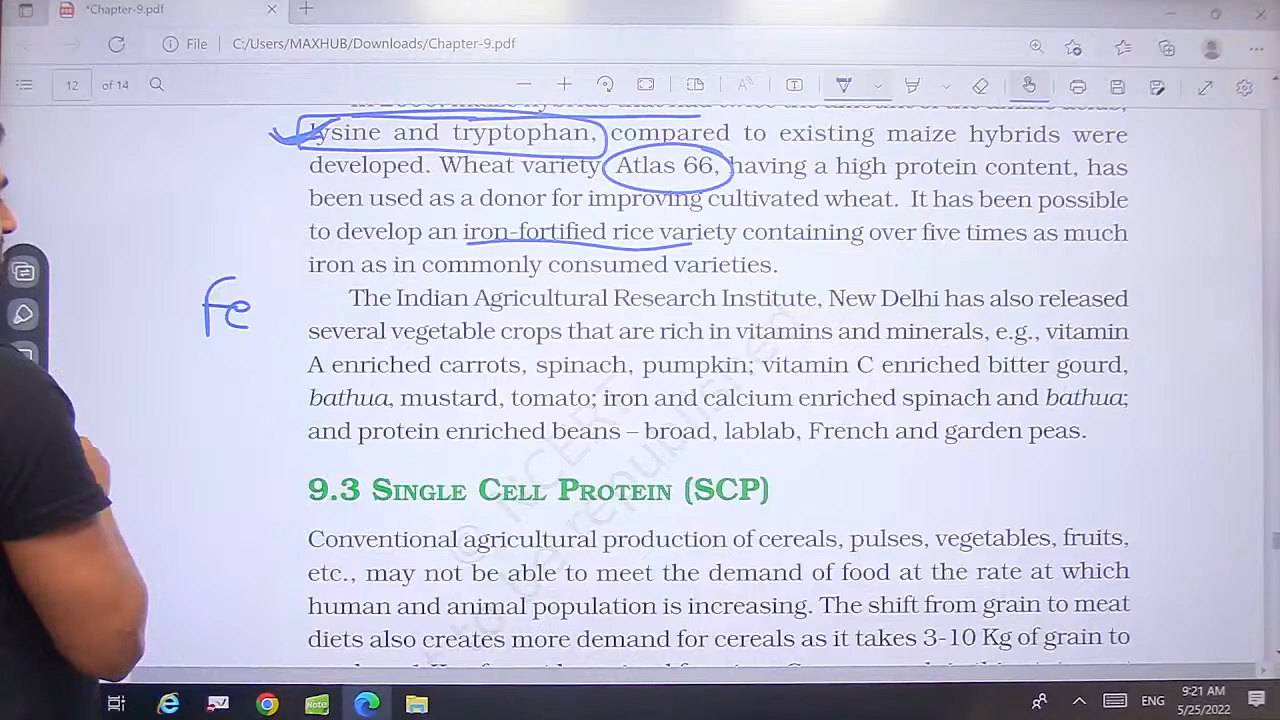 *Chapter-9.pdf
File C:/Users/MAXHUB/Downloads/Chapter-9.pdf
12 of 14
lysine and tryptophan, compared to existing maize hybrids were
developed. Wheat variety Atlas 66, having a high protein content, has
been used as a donor for improving cultivated wheat. It has been possible
to develop an iron-fortified rice variety containing over five times as much
iron as in commonly consumed varieties.
Fe
The Indian Agricultural Research Institute, New Delhi has also released
several vegetable crops that are rich in vitamins and minerals, e.g., vitamin
A enriched carrots, spinach, pumpkin; vitamin C enriched bitter gourd,
bathua, mustard, tomato; iron and calcium enriched spinach and bathua;
and protein enriched beans – broad, lablab, French and garden peas.
9.3 SINGLE CELL PROTEIN (SCP)
Conventional agricultural production of cereals, pulses, vegetables, fruits,
etc., may not be able to meet the demand of food at the rate at which
human and animal population is increasing. The shift from grain to meat
diets also creates more demand for cereals as it takes 3-10 Kg of grain to
© NCERT
to be republished
Note
ENG
9:21 AM
5/25/2022